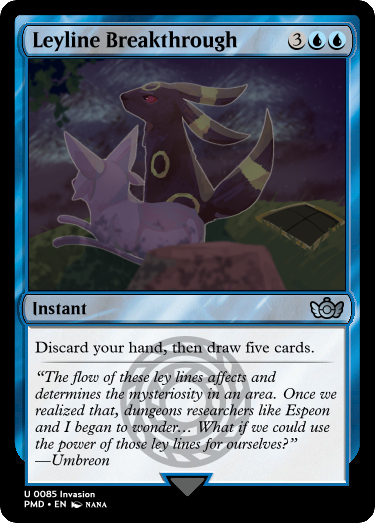 Leyline Breakthrough 3
Instant
Discard your hand, then draw five cards.
“The flow of these ley lines affects and
determines the mysteriosity in an area. Once we
realized that, dungeons researchers like Espeon
and I began to wonder... What if we could use
the power of those ley lines for ourselves?”
—Umbreon
U 0085 Invasion
PMD • EN NANA